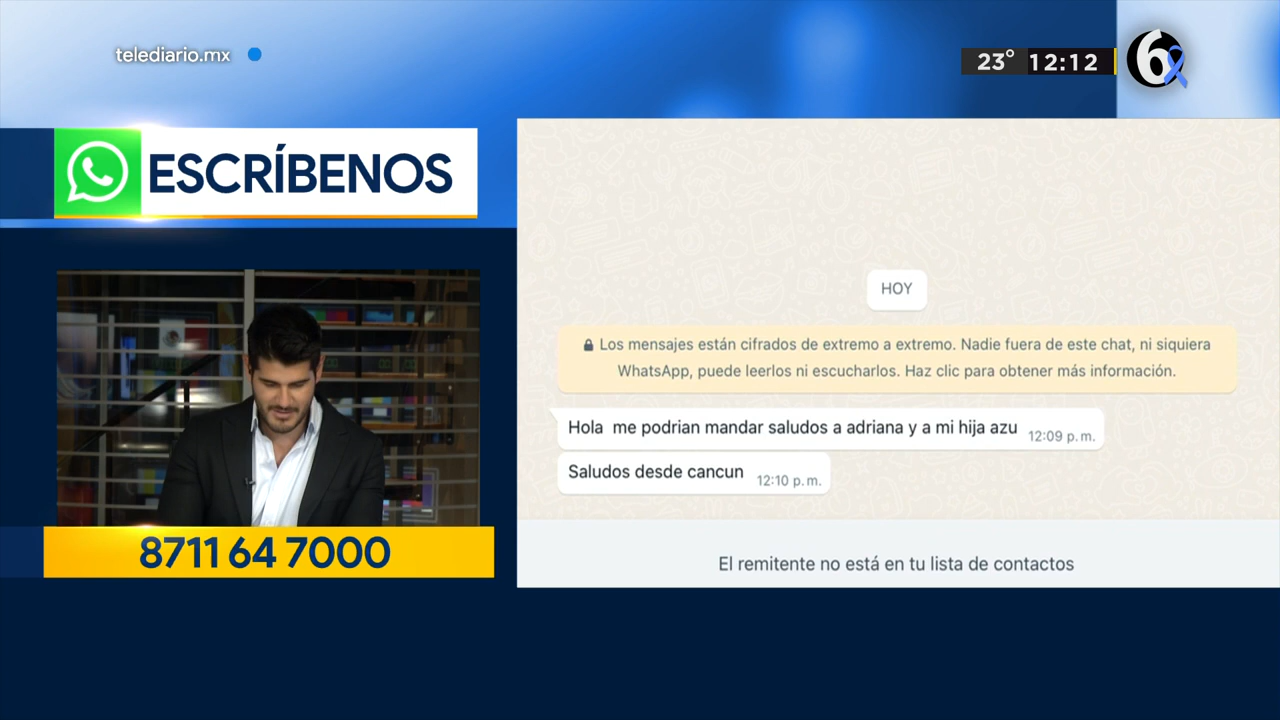 telediario.mx
23° 12:12
6
ESCRÍBENOS
8711 64 7000
HOY
Los mensajes están cifrados de extremo a extremo. Nadie fuera de este chat, ni siquiera
WhatsApp, puede leerlos ni escucharlos. Haz clic para obtener más información.
Hola  me podrian mandar saludos a adriana y a mi hija azu 12:09 p. m.
Saludos desde cancun 12:10 p. m.
El remitente no está en tu lista de contactos